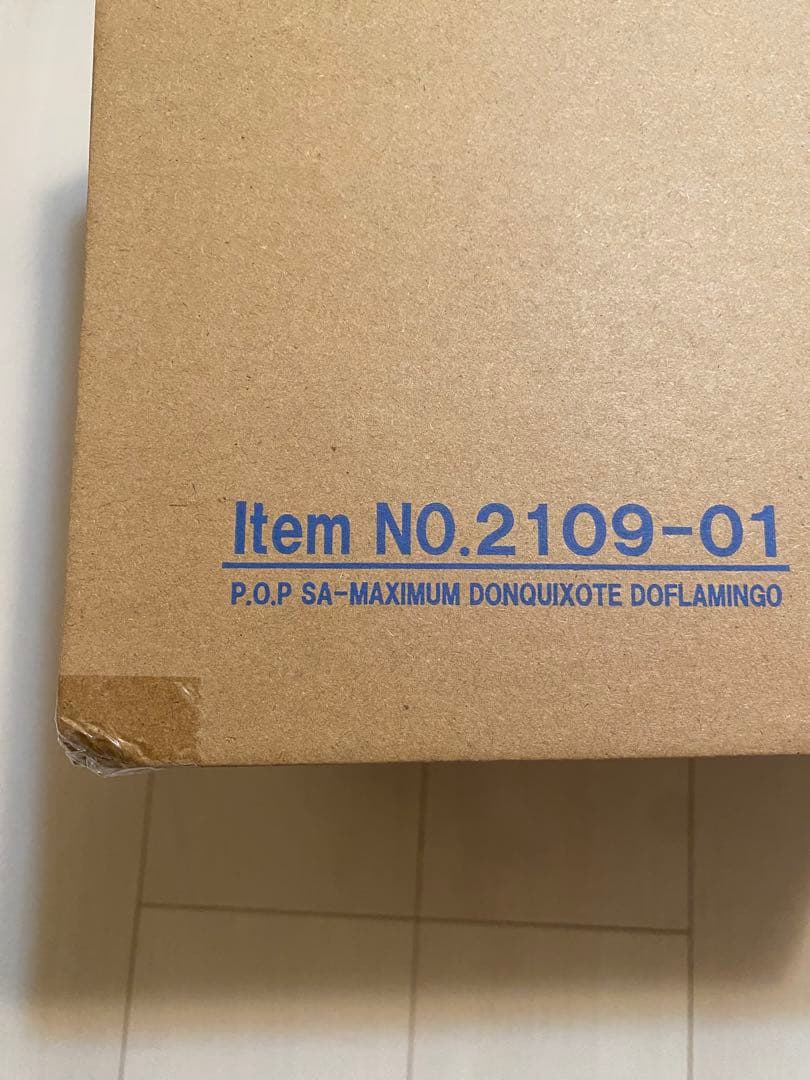 Item NO.2109-01
P.O.P SA-MAXIMUM DONQUIXOTE DOFLAMINGO